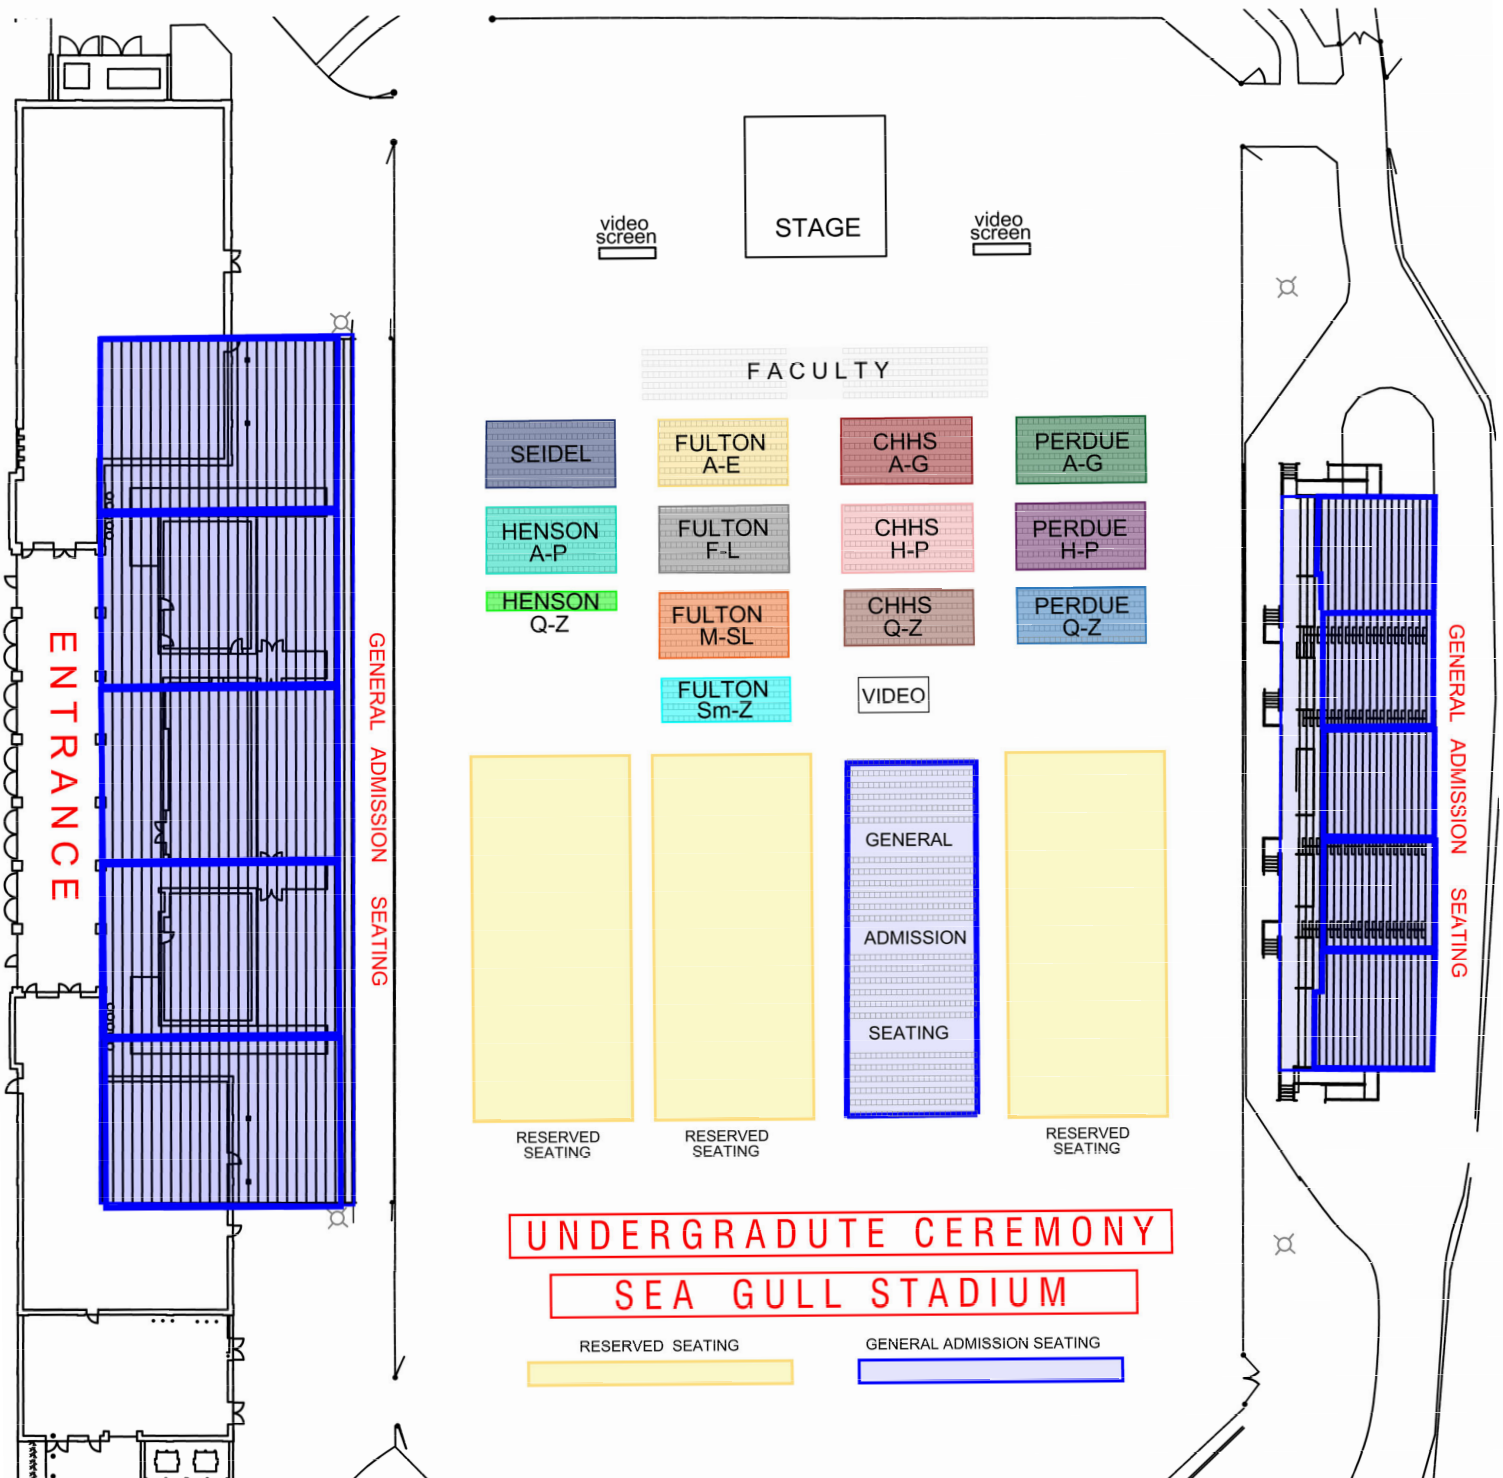 video
screen
STAGE
video
screen
FACULTY
SEIDEL
FULTON
A-E
CHHS
A-G
PERDUE
A-G
HENSON
A-P
FULTON
F-L
CHHS
H-P
PERDUE
H-P
HENSON
Q-Z
FULTON
M-SL
CHHS
Q-Z
PERDUE
Q-Z
FULTON
Sm-Z
VIDEO
ENTRANCE
GENERAL ADMISSION SEATING
GENERAL
ADMISSION
SEATING
GENERAL ADMISSION SEATING
RESERVED
SEATING
RESERVED
SEATING
RESERVED
SEATING
UNDERGRADUTE CEREMONY
SEA GULL STADIUM
RESERVED SEATING
GENERAL ADMISSION SEATING